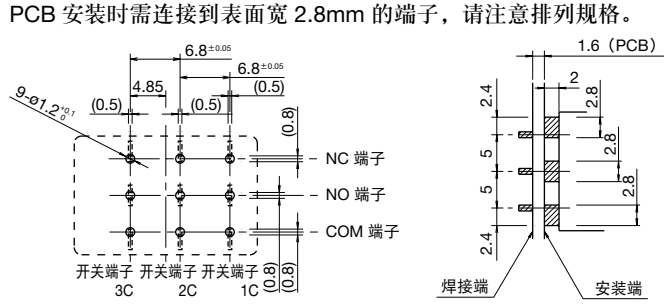 PCB 安装时需连接到表面宽 2.8mm 的端子，请注意排列规格。
6.8±0.05
6.8±0.05
4.85
(0.5)
(0.5)
(0.5)
9-ø1.2+0.1 0
(0.8)
NC 端子
NO 端子
COM 端子
开关端子 3C
开关端子 2C
开关端子 1C
(0.8)
(0.8)
1.6（PCB）
2
2.4
2.8
5
2.8
5
2.8
2.4
焊接端
安装端